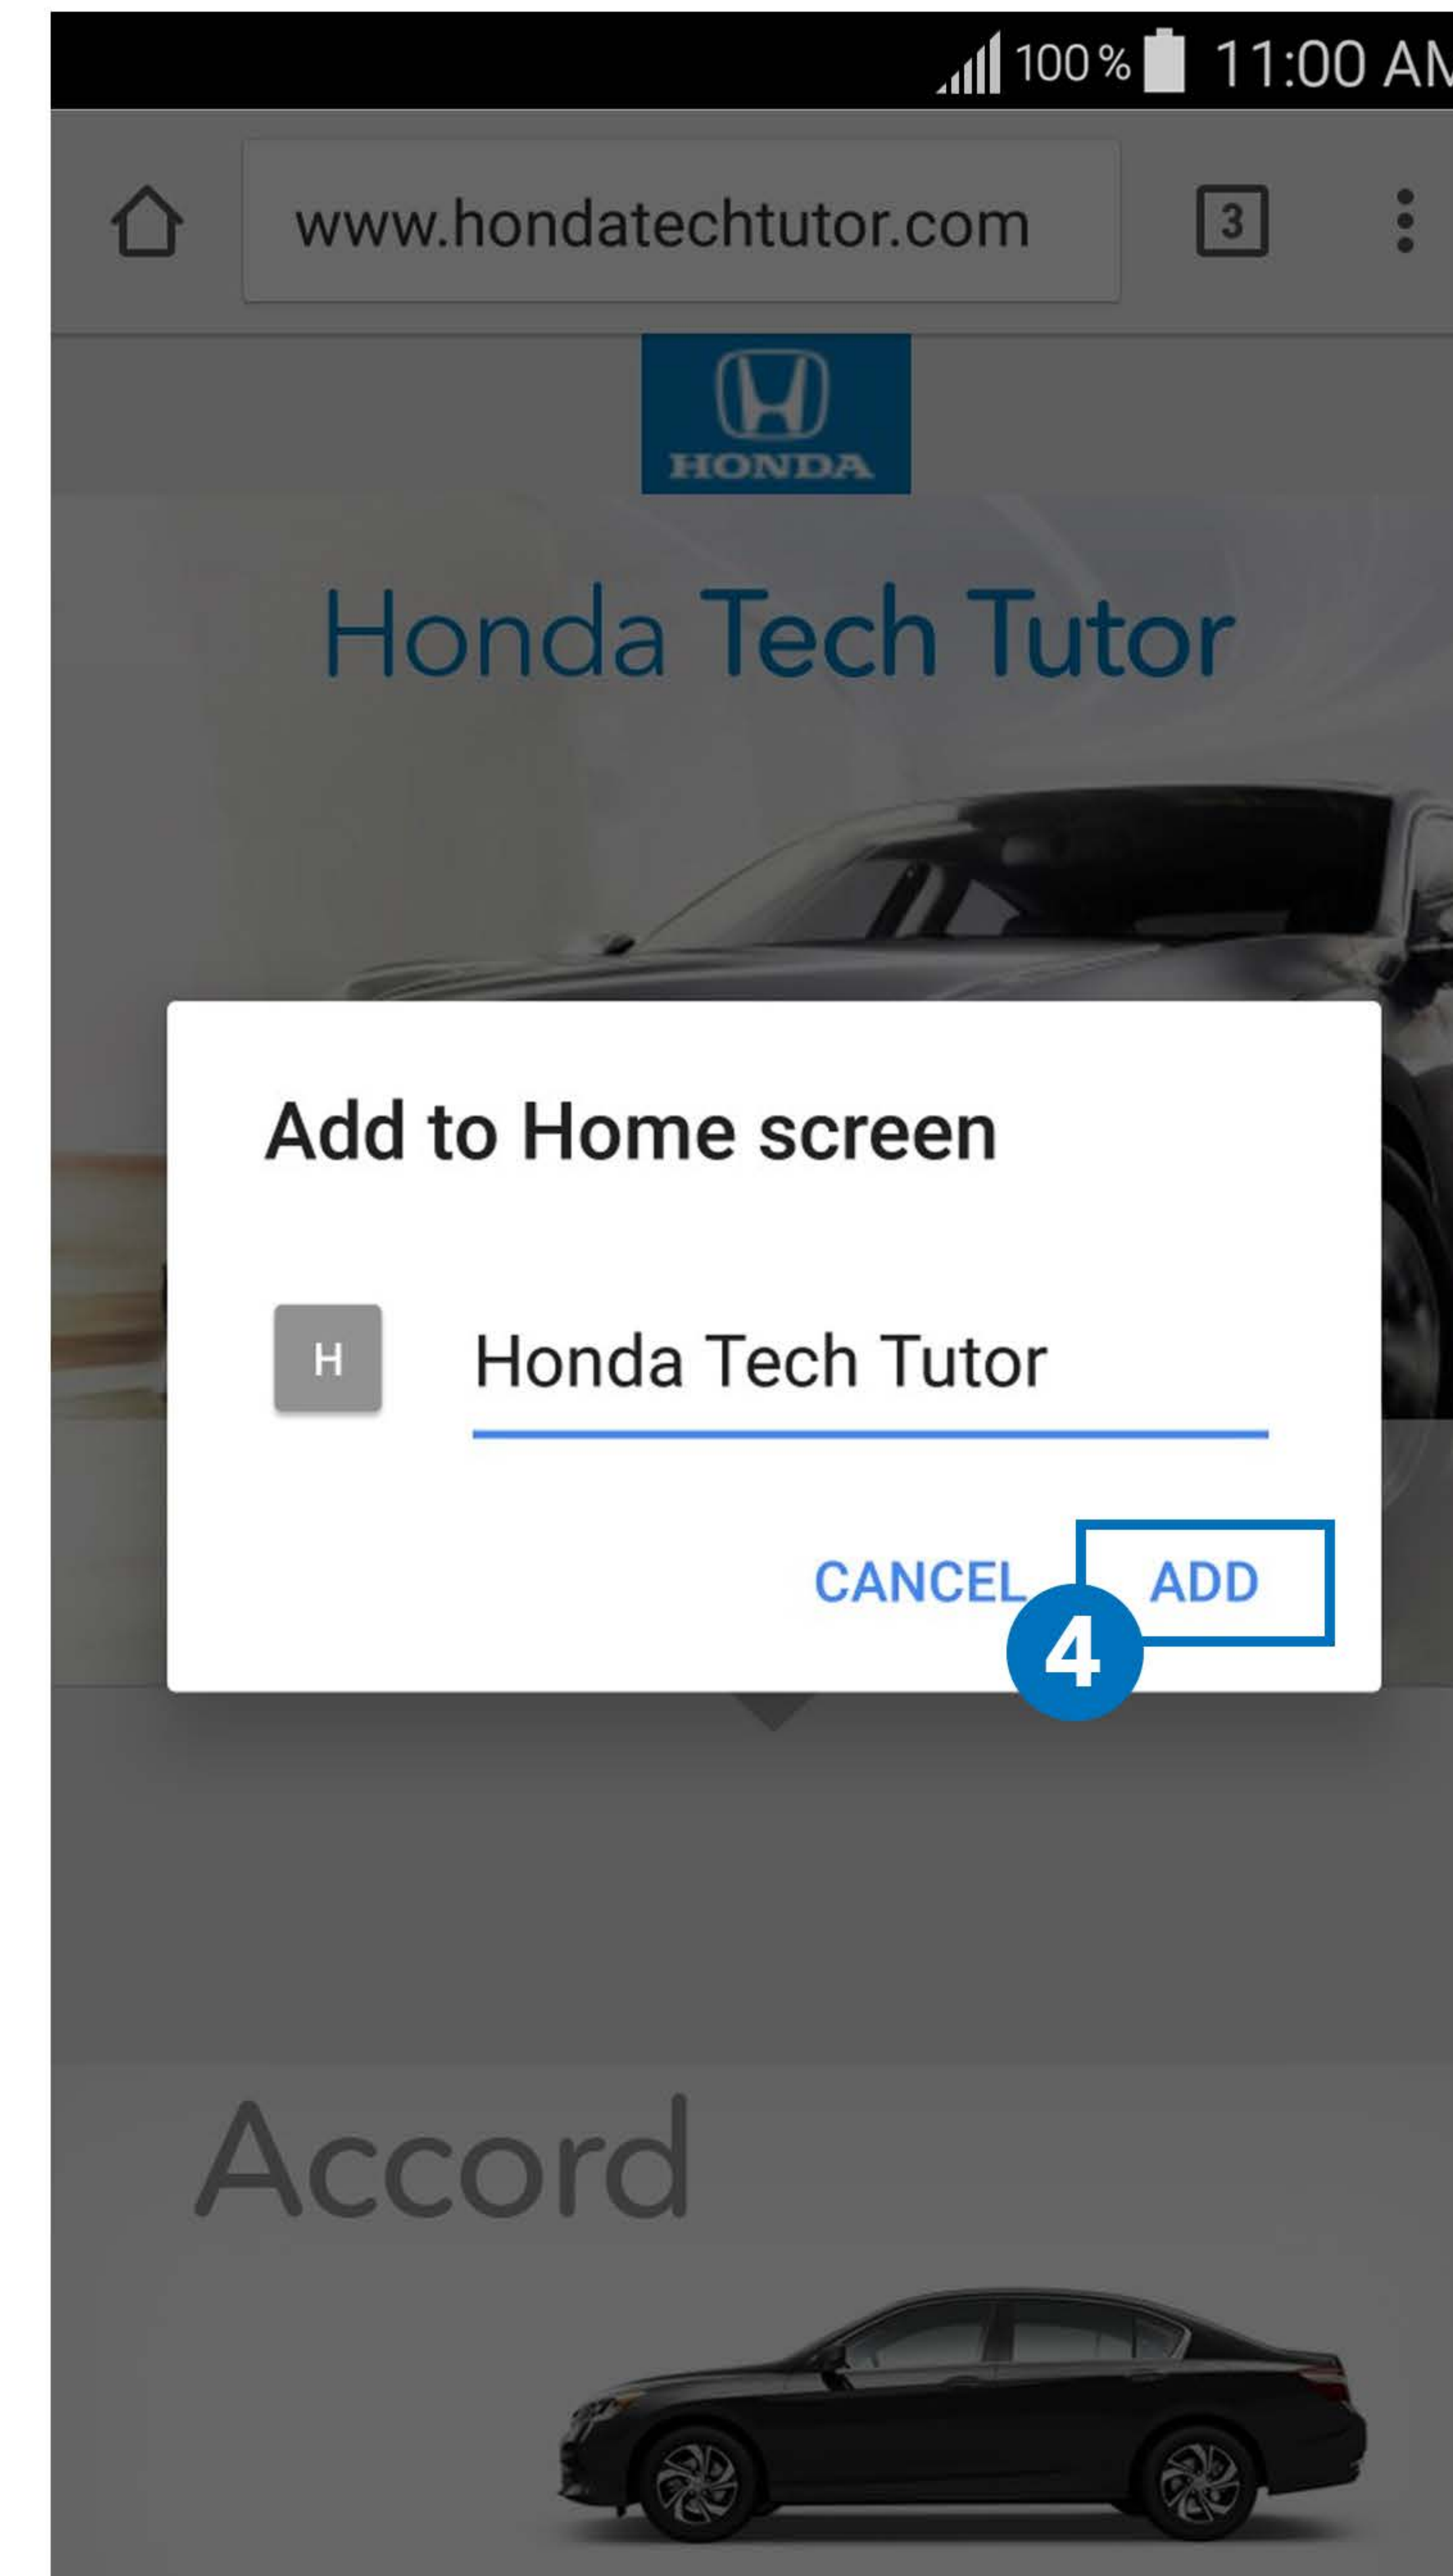 100% 11:00 AM
www.hondatechtutor.com 3
HONDA
Honda Tech Tutor
Add to Home screen
H Honda Tech Tutor
CANCEL ADD
4
Accord